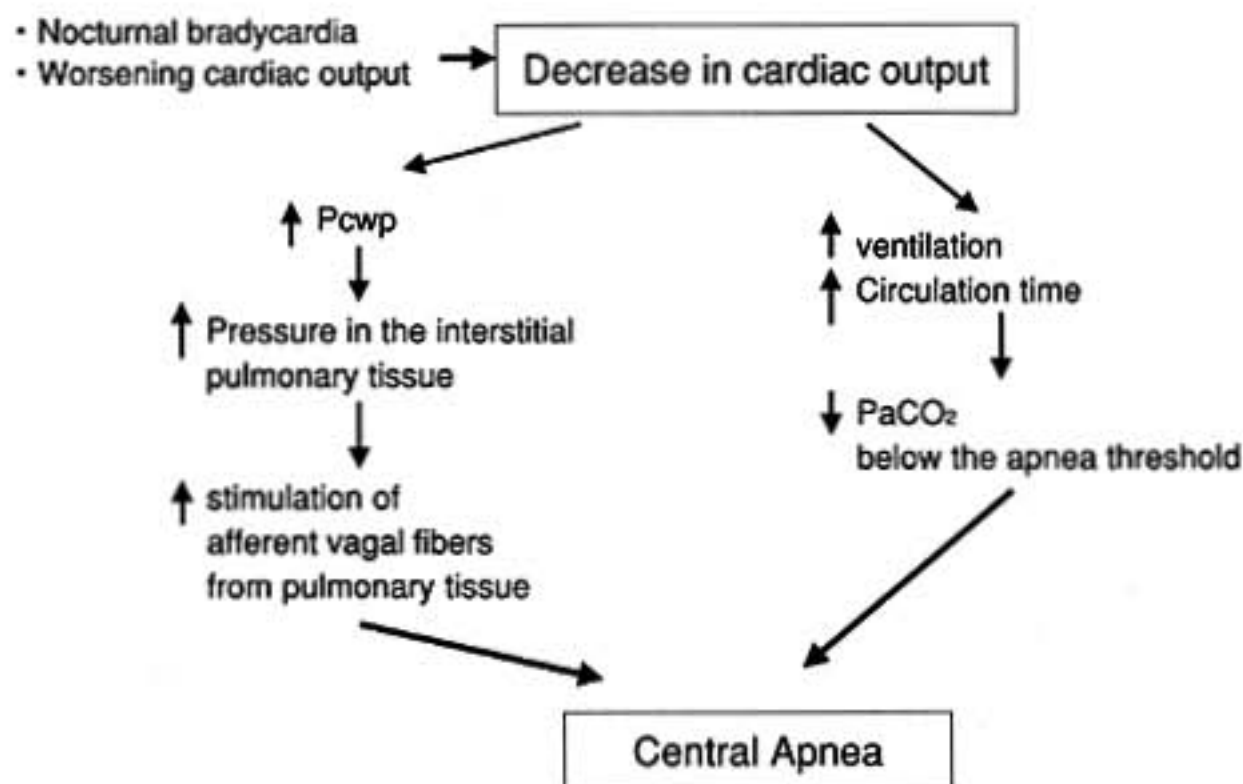 · Nocturnal bradycardia
· Worsening cardiac output
Decrease in cardiac output
↑ Pcwp
↑ Pressure in the interstitial
pulmonary tissue
↑ stimulation of
afferent vagal fibers
from pulmonary tissue
↑ ventilation
↑ Circulation time
↓ PaCO₂
below the apnea threshold
Central Apnea